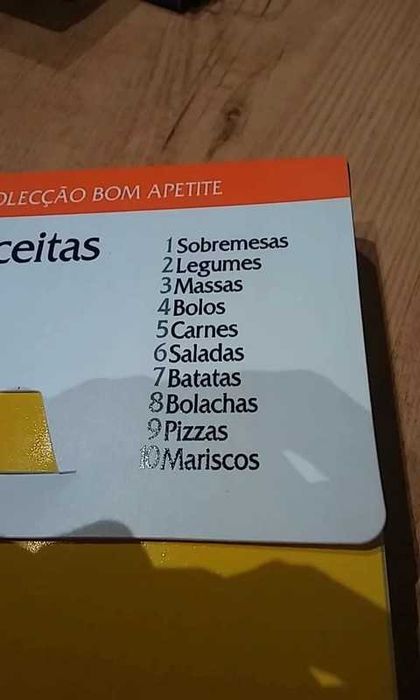 OLECÇÃO BOM APETITE
ceitas
1 Sobremesas
2 Legumes
3 Massas
4 Bolos
5 Carnes
6 Saladas
7 Batatas
8 Bolachas
9 Pizzas
10 Mariscos